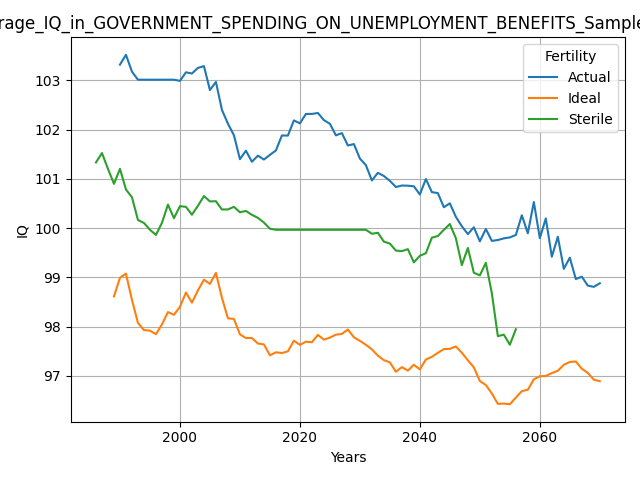 rage_IQ_in_GOVERNMENT_SPENDING_ON_UNEMPLOYMENT_BENEFITS_Sample
Fertility
Actual
Ideal
Sterile
103
102
101
100
99
98
97
IQ
2000 2020 2040 2060
Years